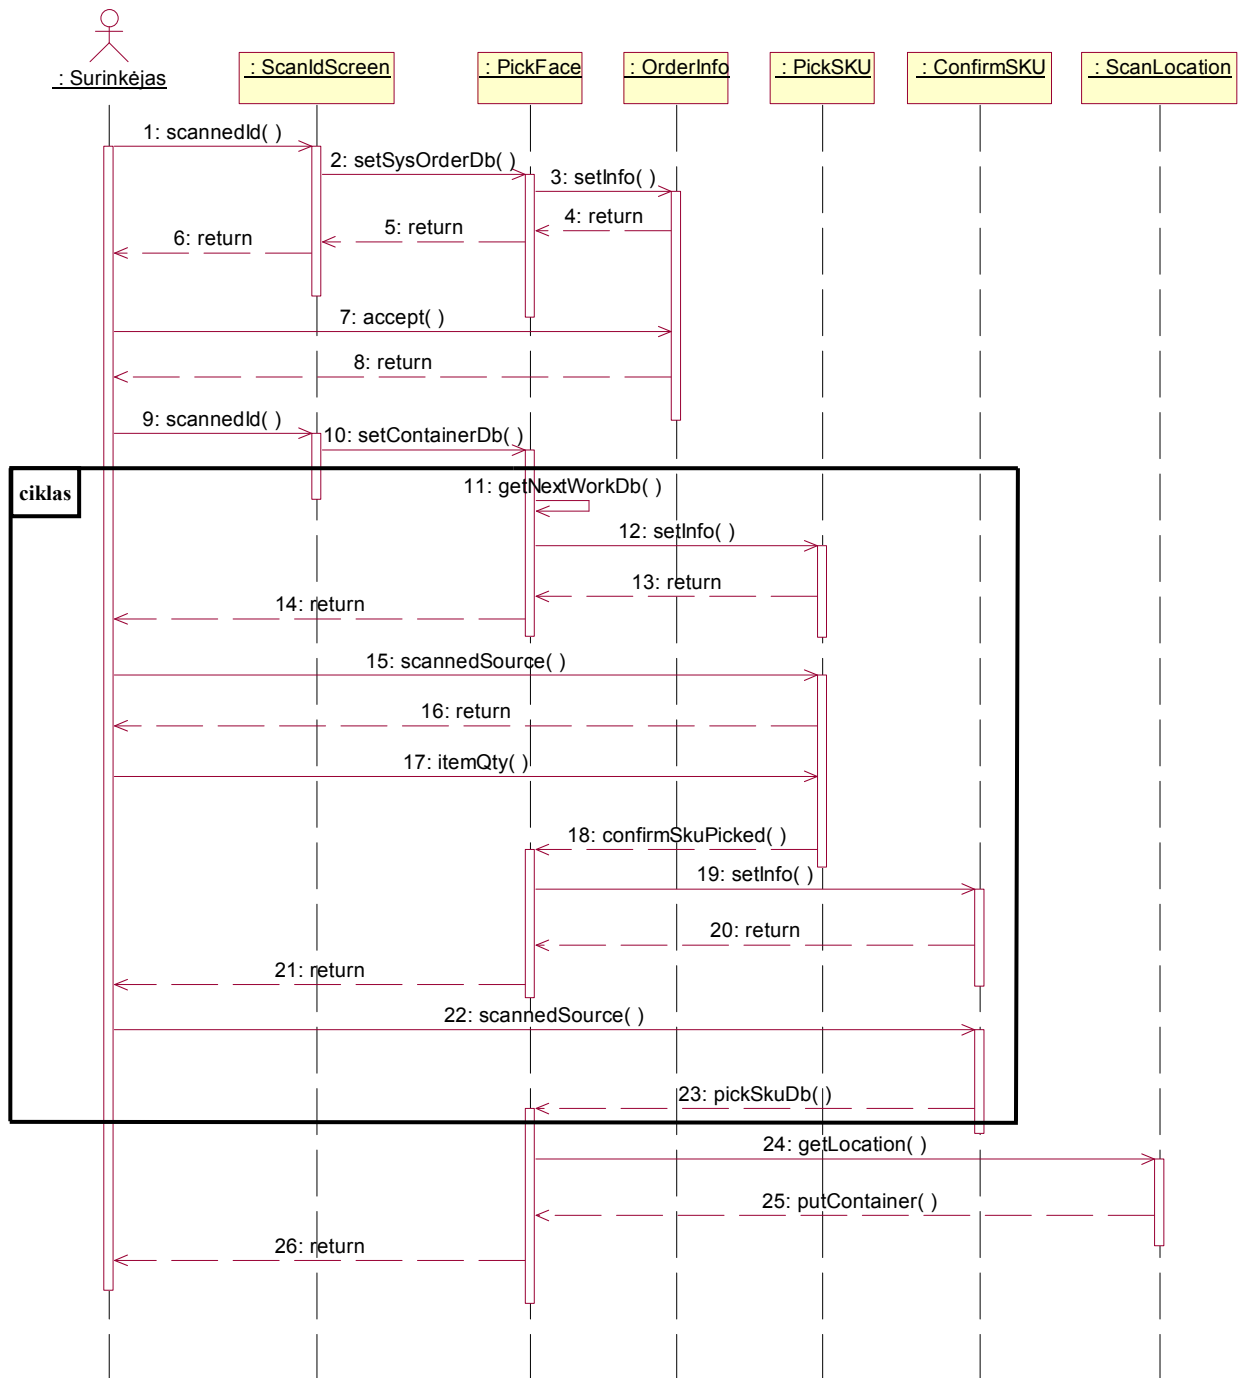 : Surinkėjas
: ScanIdScreen
: PickFace
: OrderInfo
: PickSKU
: ConfirmSKU
: ScanLocation
1: scannedId( )
2: setSysOrderDb( )
3: setInfo( )
4: return
5: return
6: return
7: accept( )
8: return
9: scannedId( )
10: setContainerDb( )
ciklas
11: getNextWorkDb( )
12: setInfo( )
13: return
14: return
15: scannedSource( )
16: return
17: itemQty( )
18: confirmSkuPicked( )
19: setInfo( )
20: return
21: return
22: scannedSource( )
23: pickSkuDb( )
24: getLocation( )
25: putContainer( )
26: return